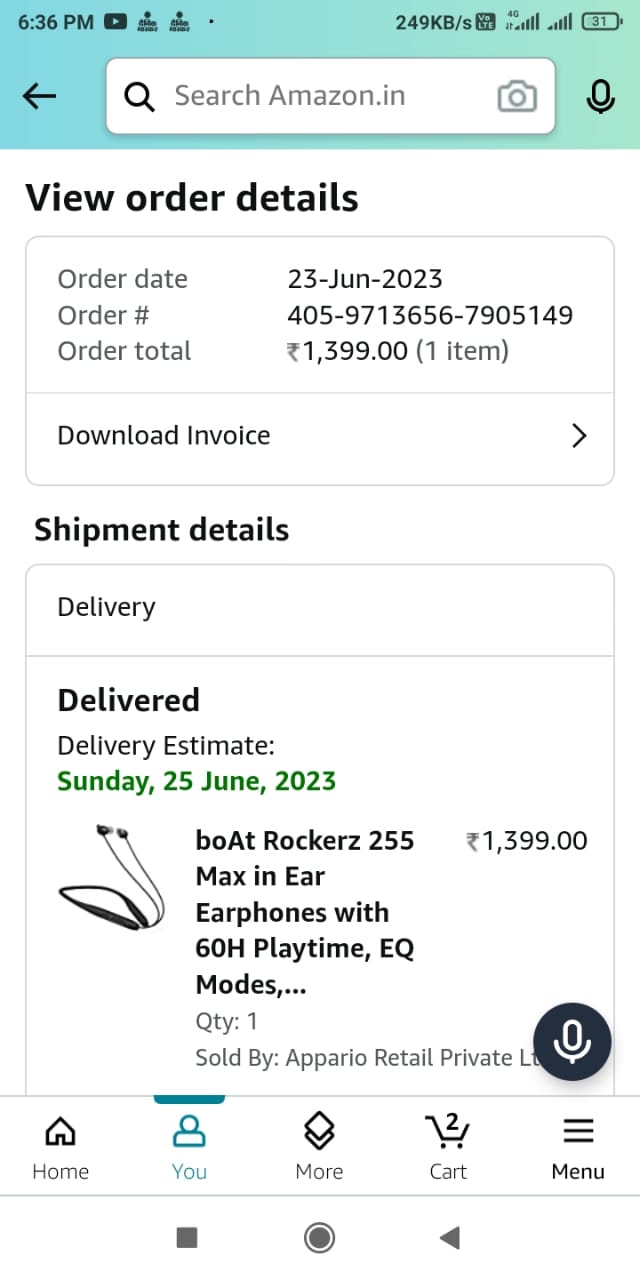 6:36 PM
249KB/s Vo LTE 4G 31
Search Amazon.in
View order details
Order date 23-Jun-2023
Order # 405-9713656-7905149
Order total ₹1,399.00 (1 item)
Download Invoice
Shipment details
Delivery
Delivered
Delivery Estimate:
Sunday, 25 June, 2023
boAt Rockerz 255 ₹1,399.00
Max in Ear
Earphones with
60H Playtime, EQ
Modes,...
Qty: 1
Sold By: Appario Retail Private Lt
2
Home You More Cart Menu